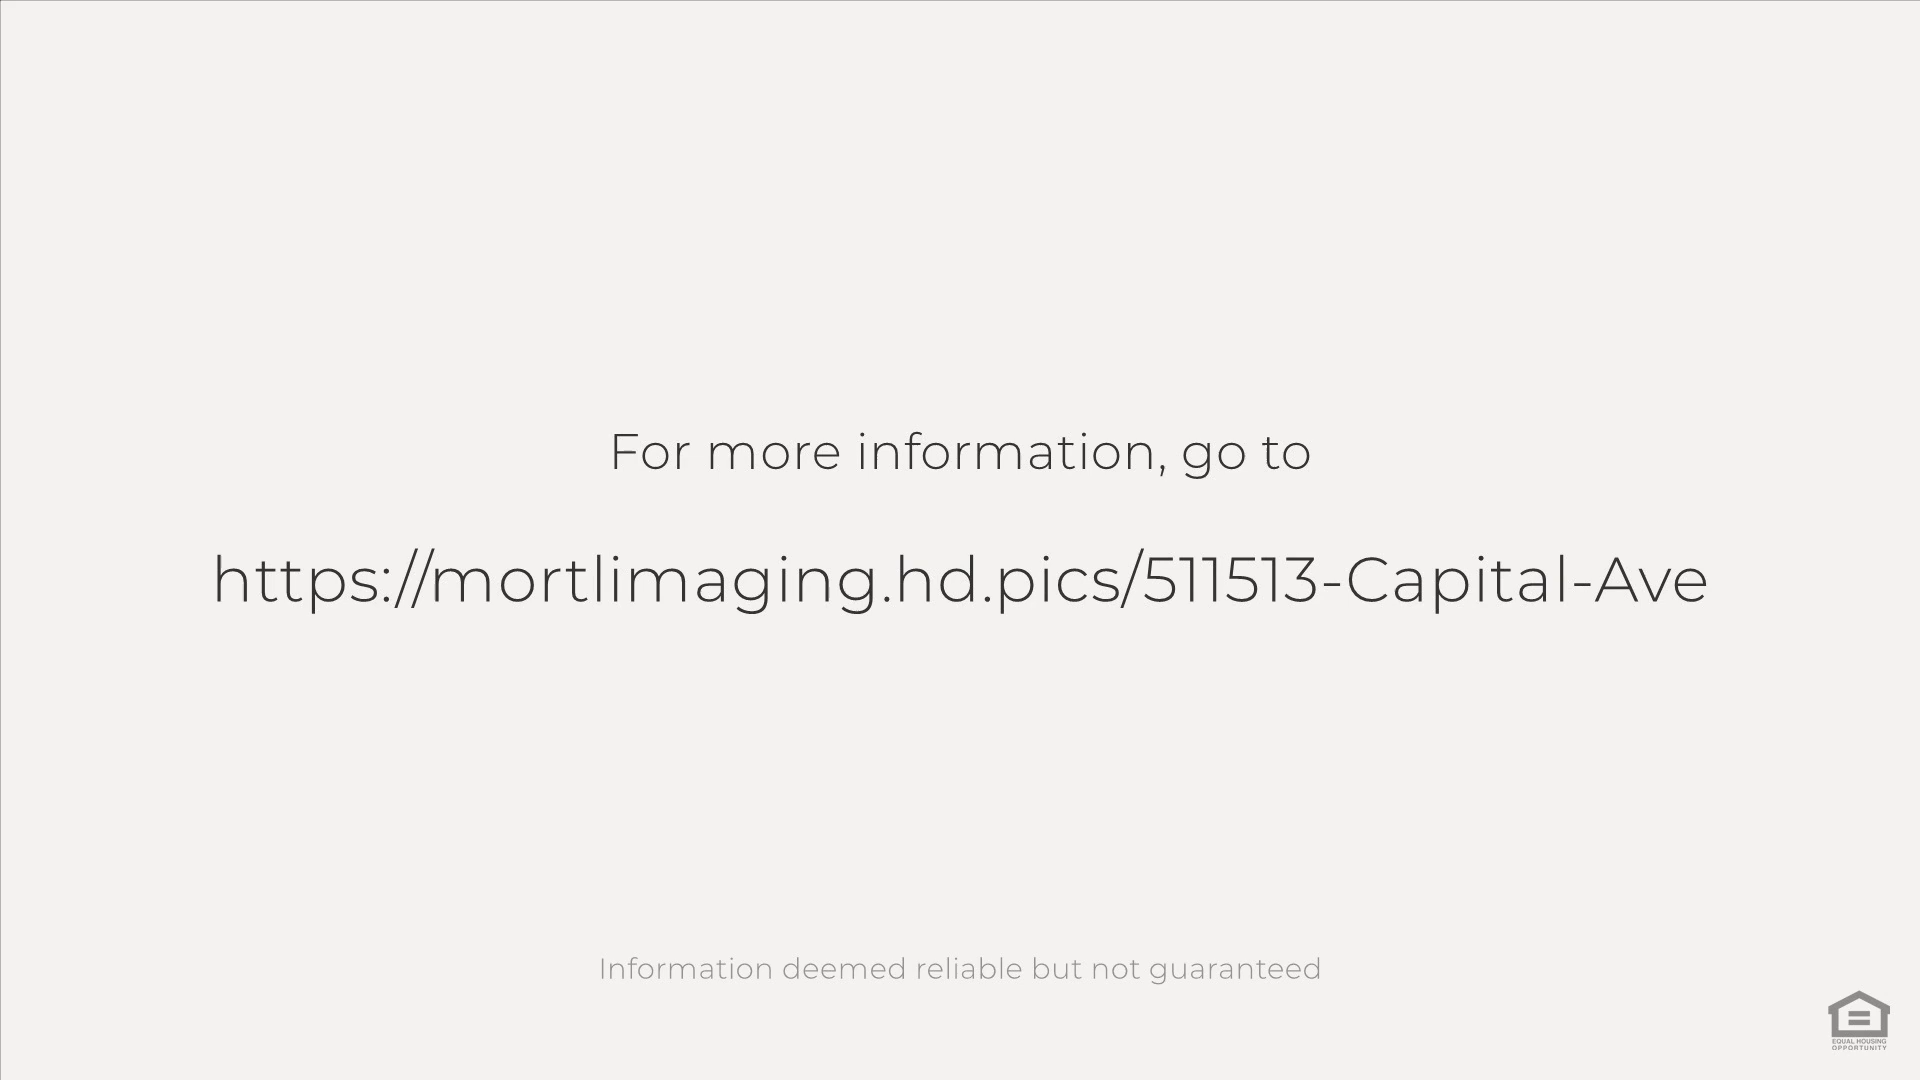 For more information, go to
https://mortlimaging.hd.pics/511513-Capital-Ave
Information deemed reliable but not guaranteed
EQUAL HOUSING
OPPORTUNITY